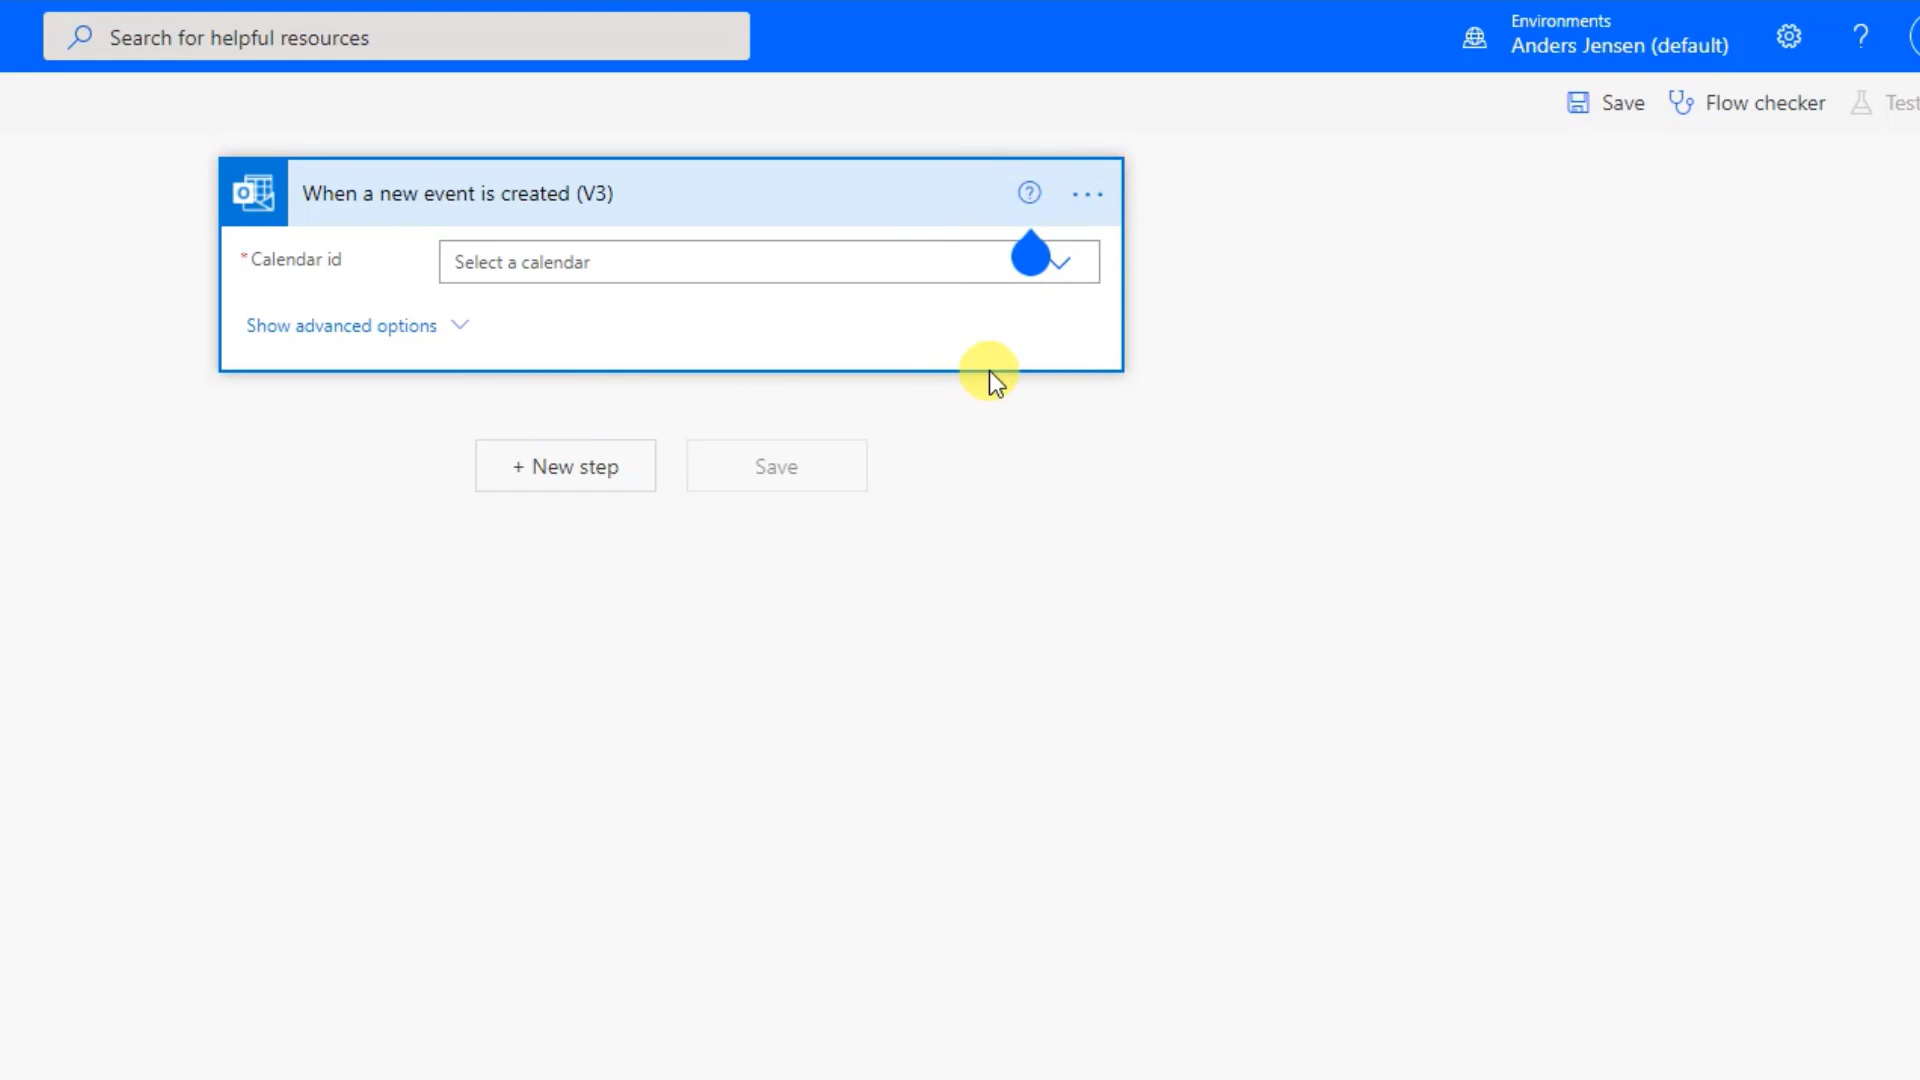 Search for helpful resources
Environments
Anders Jensen (default)
?
Save
Flow checker
Test
When a new event is created (V3)
?
...
*Calendar id
Select a calendar
Show advanced options
+ New step
Save